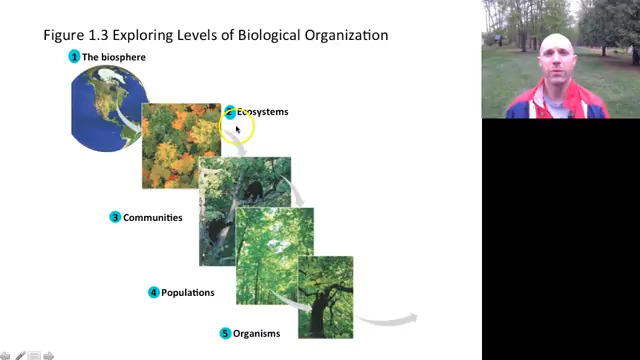 Figure 1.3 Exploring Levels of Biological Organization
1 The biosphere
2 Ecosystems
3 Communities
4 Populations
5 Organisms